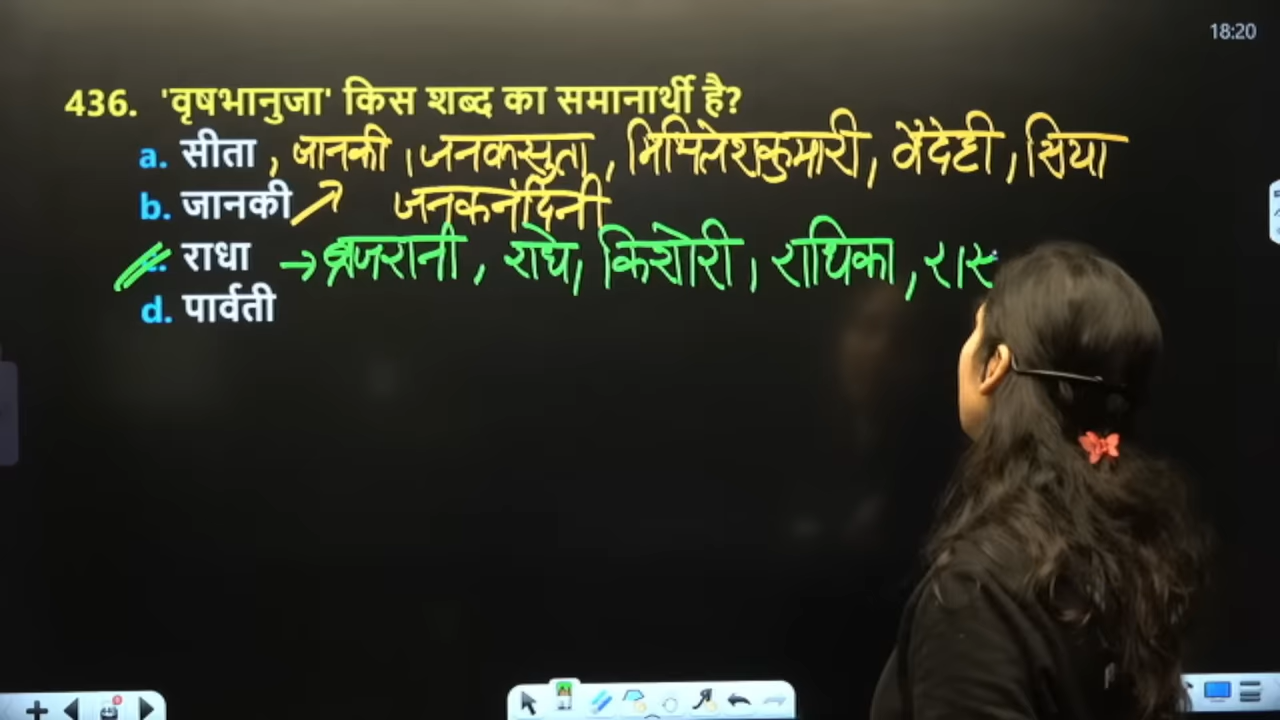 18:20
436. 'वृषभानुजा' किस शब्द का समानार्थी है?
a. सीता , जानकी , जनकसुता , मिथिलेशकुमारी, वैदेही , सिया
b. जानकी जनकनंदिनी
राधा → ब्रजरानी , राधे, किशोरी , राधिका , रास
d. पार्वती